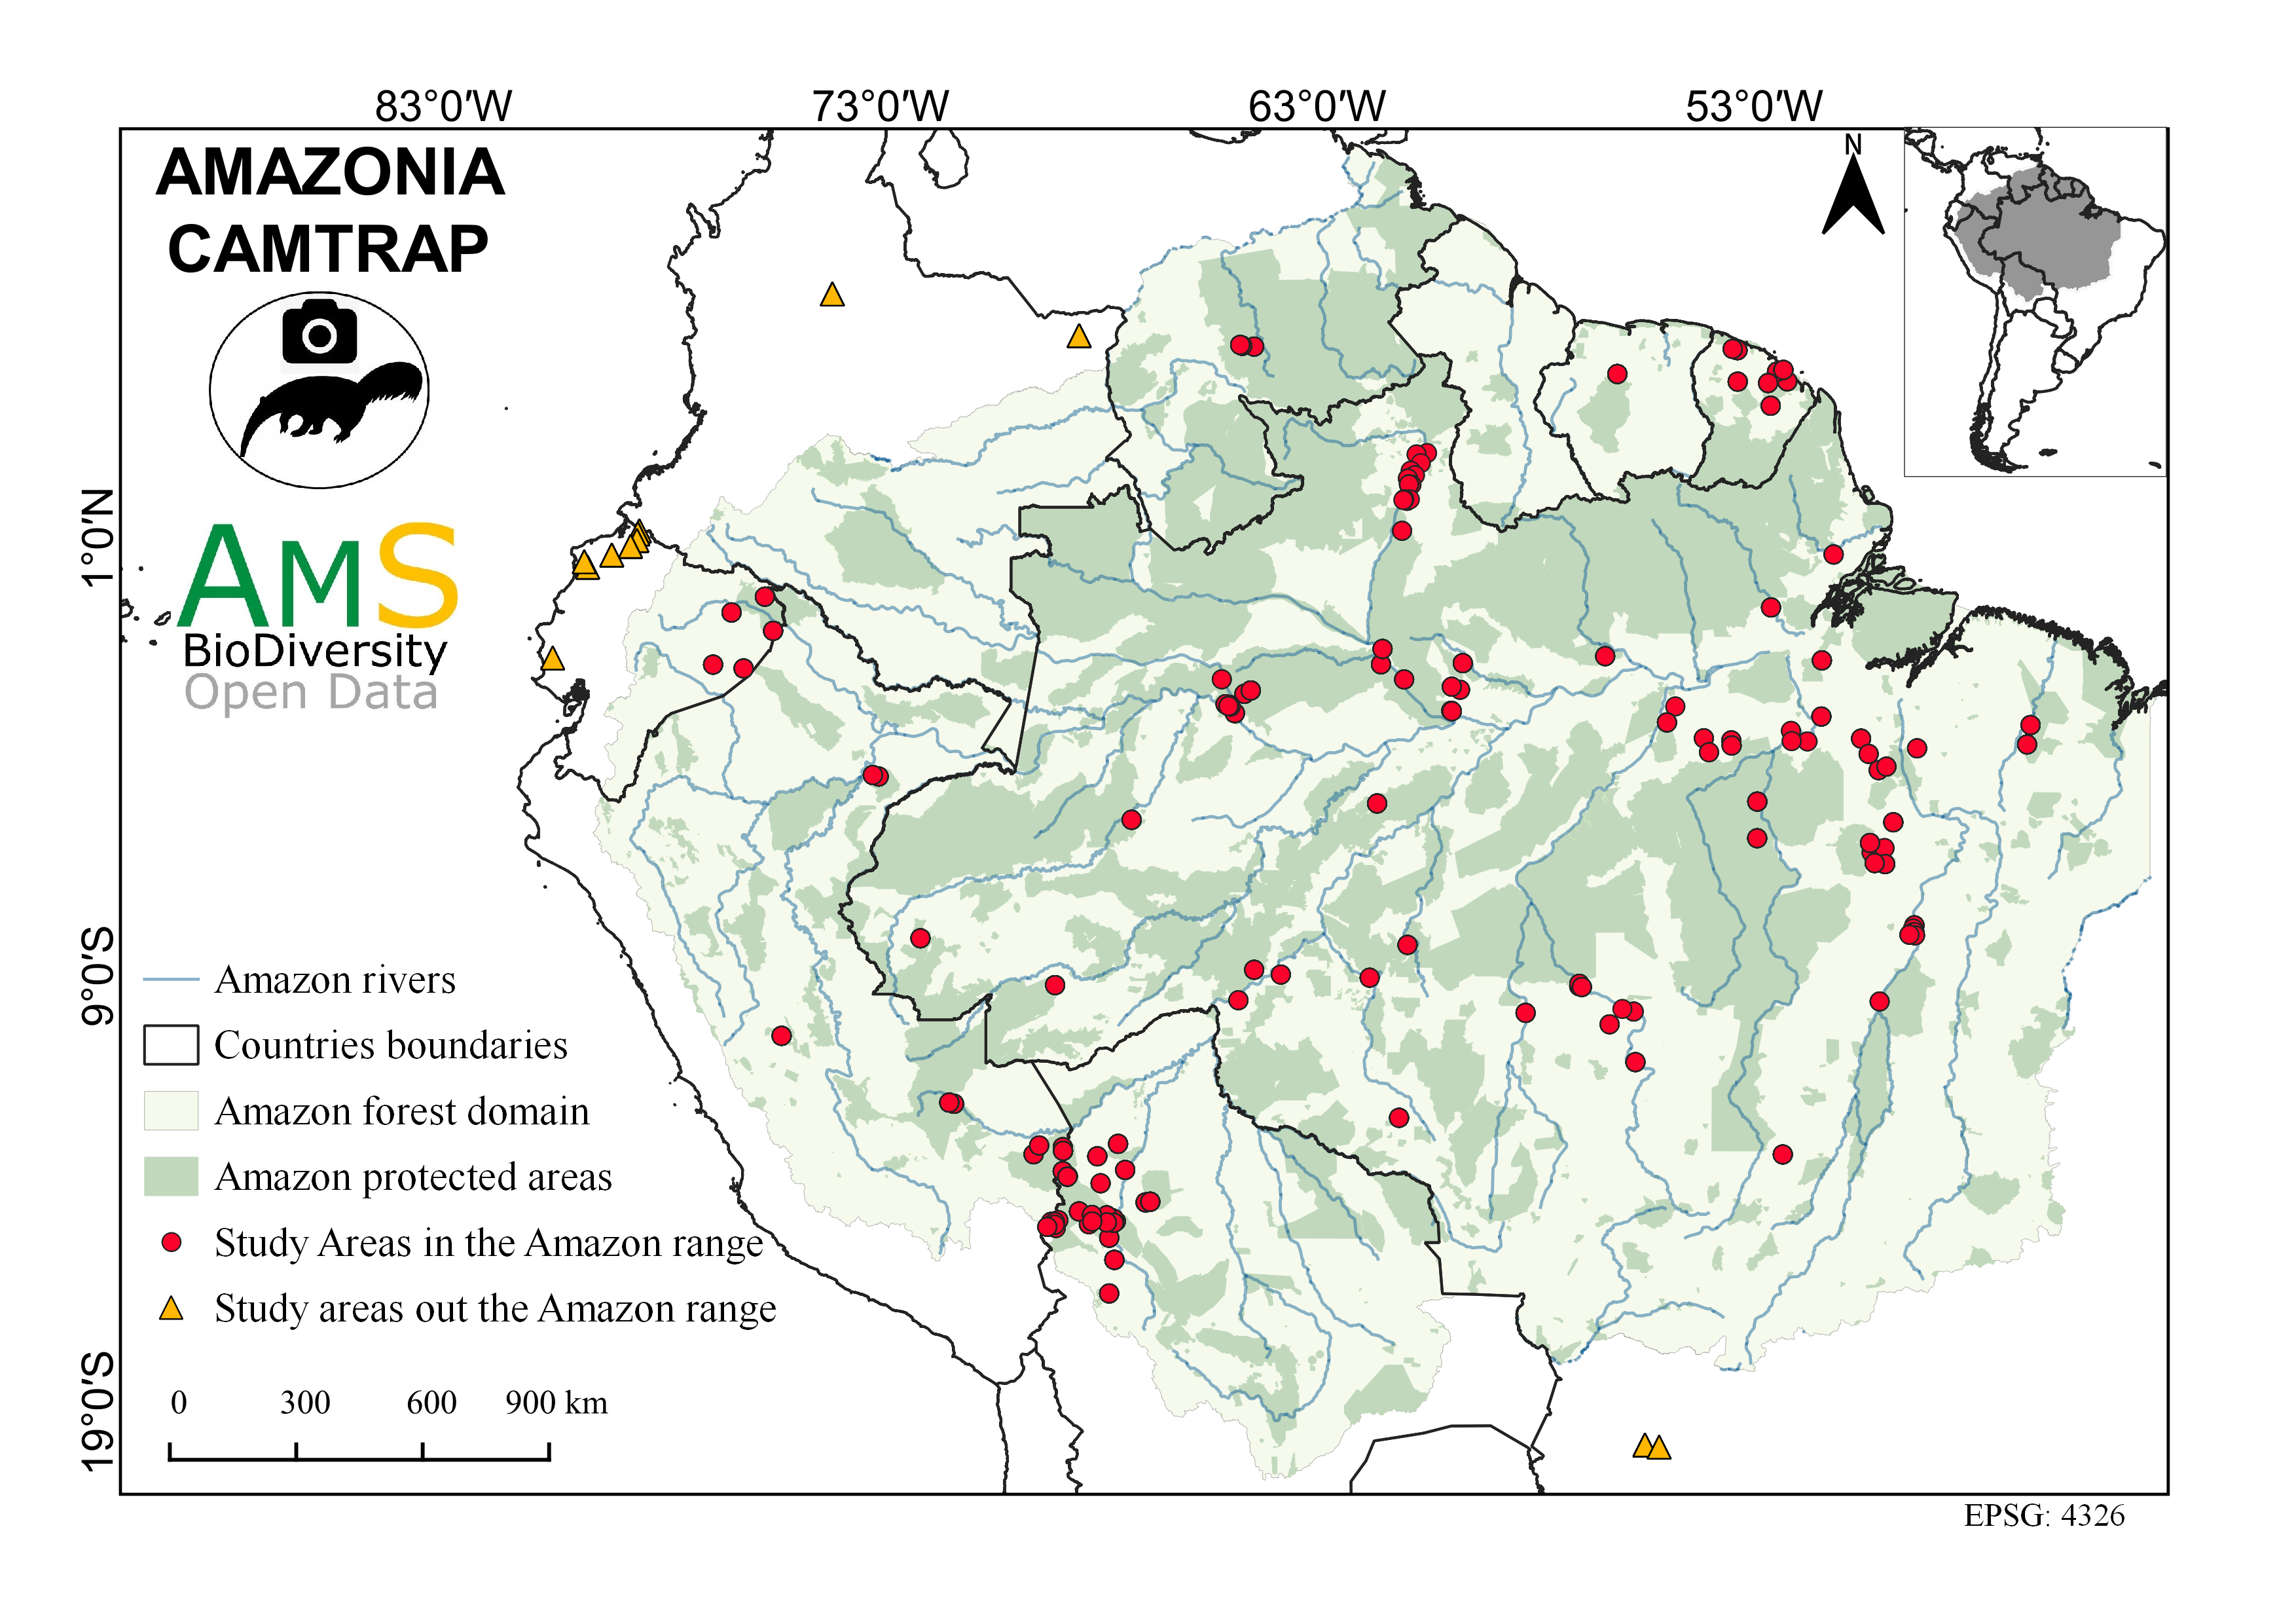 83°0′W 73°0′W 63°0′W 53°0′W
AMAZONIA
CAMTRAP
N
AMS
BioDiversity
Open Data
1°0′N
9°0′S
19°0′S
Amazon rivers
Countries boundaries
Amazon forest domain
Amazon protected areas
Study Areas in the Amazon range
Study areas out the Amazon range
0 300 600 900 km
EPSG: 4326